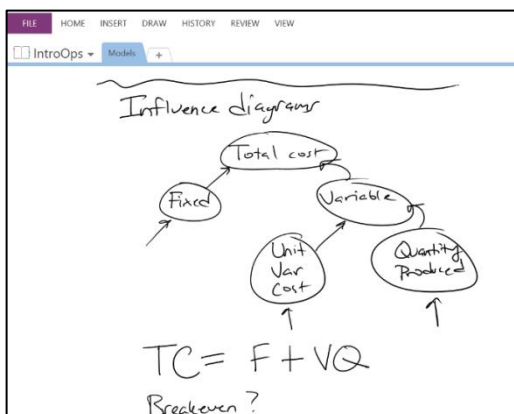 FILE HOME INSERT DRAW HISTORY REVIEW VIEW
IntroOps Models +
Influence diagrams
Total cost
Fixed
Variable
Unit
Var
Cost
Quantity
Produced
TC = F + VQ
Breakeven?